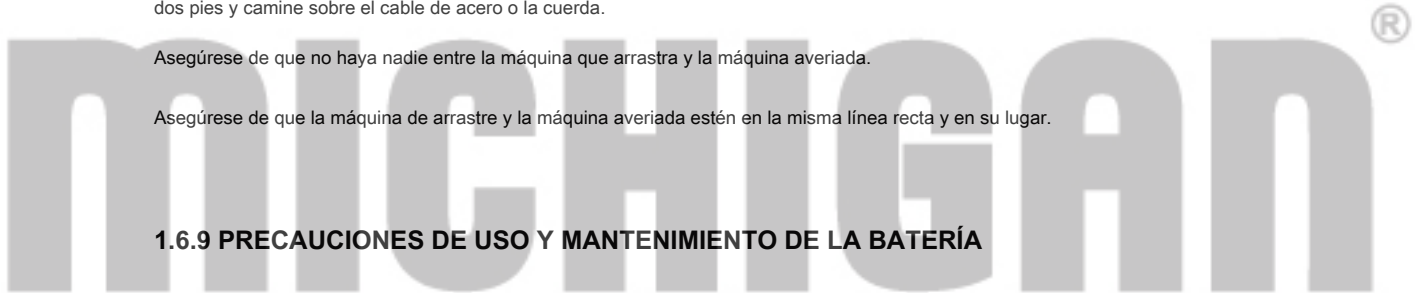 dos pies y camine sobre el cable de acero o la cuerda.
MICHIGAN®
Asegúrese de que no haya nadie entre la máquina que arrastra y la máquina averiada.
Asegúrese de que la máquina de arrastre y la máquina averiada estén en la misma línea recta y en su lugar.
1.6.9 PRECAUCIONES DE USO Y MANTENIMIENTO DE LA BATERÍA